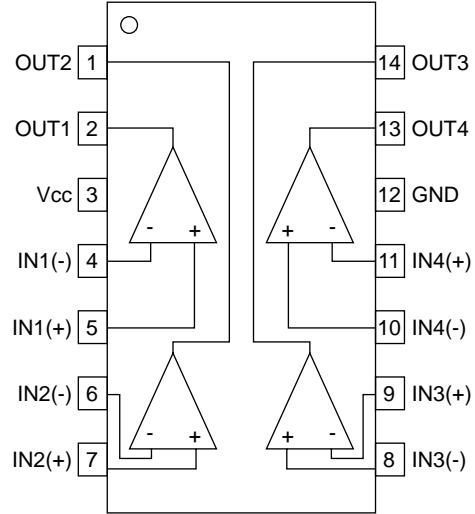 OUT2 1 14 OUT3
OUT1 2 13 OUT4
Vcc 3 12 GND
- + + -
IN1(-) 4 11 IN4(+)
IN1(+) 5 10 IN4(-)
IN2(-) 6 9 IN3(+)
- + + -
IN2(+) 7 8 IN3(-)